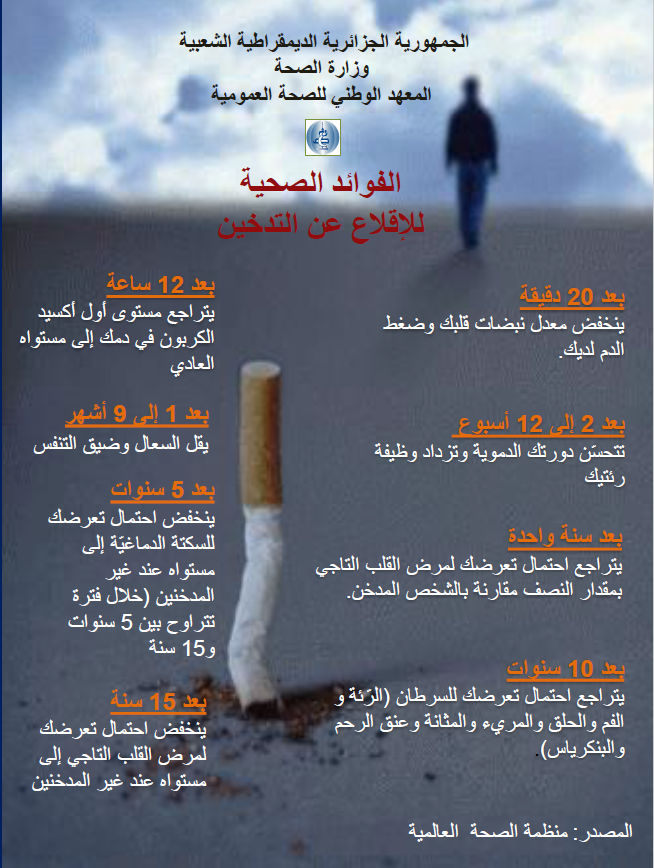 الجمهورية الجزائرية الديمقراطية الشعبية
وزارة الصحة
المعهد الوطني للصحة العمومية
الفوائد الصحية
للإقلاع عن التدخين
بعد 20 دقيقة
ينخفض معدل نبضات قلبك وضغط
الدم لديك.
بعد 12 ساعة
يتراجع مستوى أول أكسيد
الكربون في دمك إلى مستواه
العادي
بعد 2 إلى 12 أسبوع
تتحسّن دورتك الدموية وتزداد وظيفة
رئتيك
بعد 1 إلى 9 أشهر
يقل السعال وضيق التنفس
بعد سنة واحدة
يتراجع احتمال تعرضك لمرض القلب التاجي
بمقدار النصف مقارنة بالشخص المدخن.
بعد 5 سنوات
ينخفض احتمال تعرضك
للسكتة الدماغيّة إلى
مستواه عند غير
المدخنين (خلال فترة
تتراوح بين 5 سنوات
و15 سنة
بعد 10 سنوات
يتراجع احتمال تعرضك للسرطان (الرّئة و
الفم والحلق والمريء والمثانة وعنق الرحم
والبنكرياس).
بعد 15 سنة
ينخفض احتمال تعرضك
لمرض القلب التاجي إلى
مستواه عند غير المدخنين
المصدر: منظمة الصحة العالمية